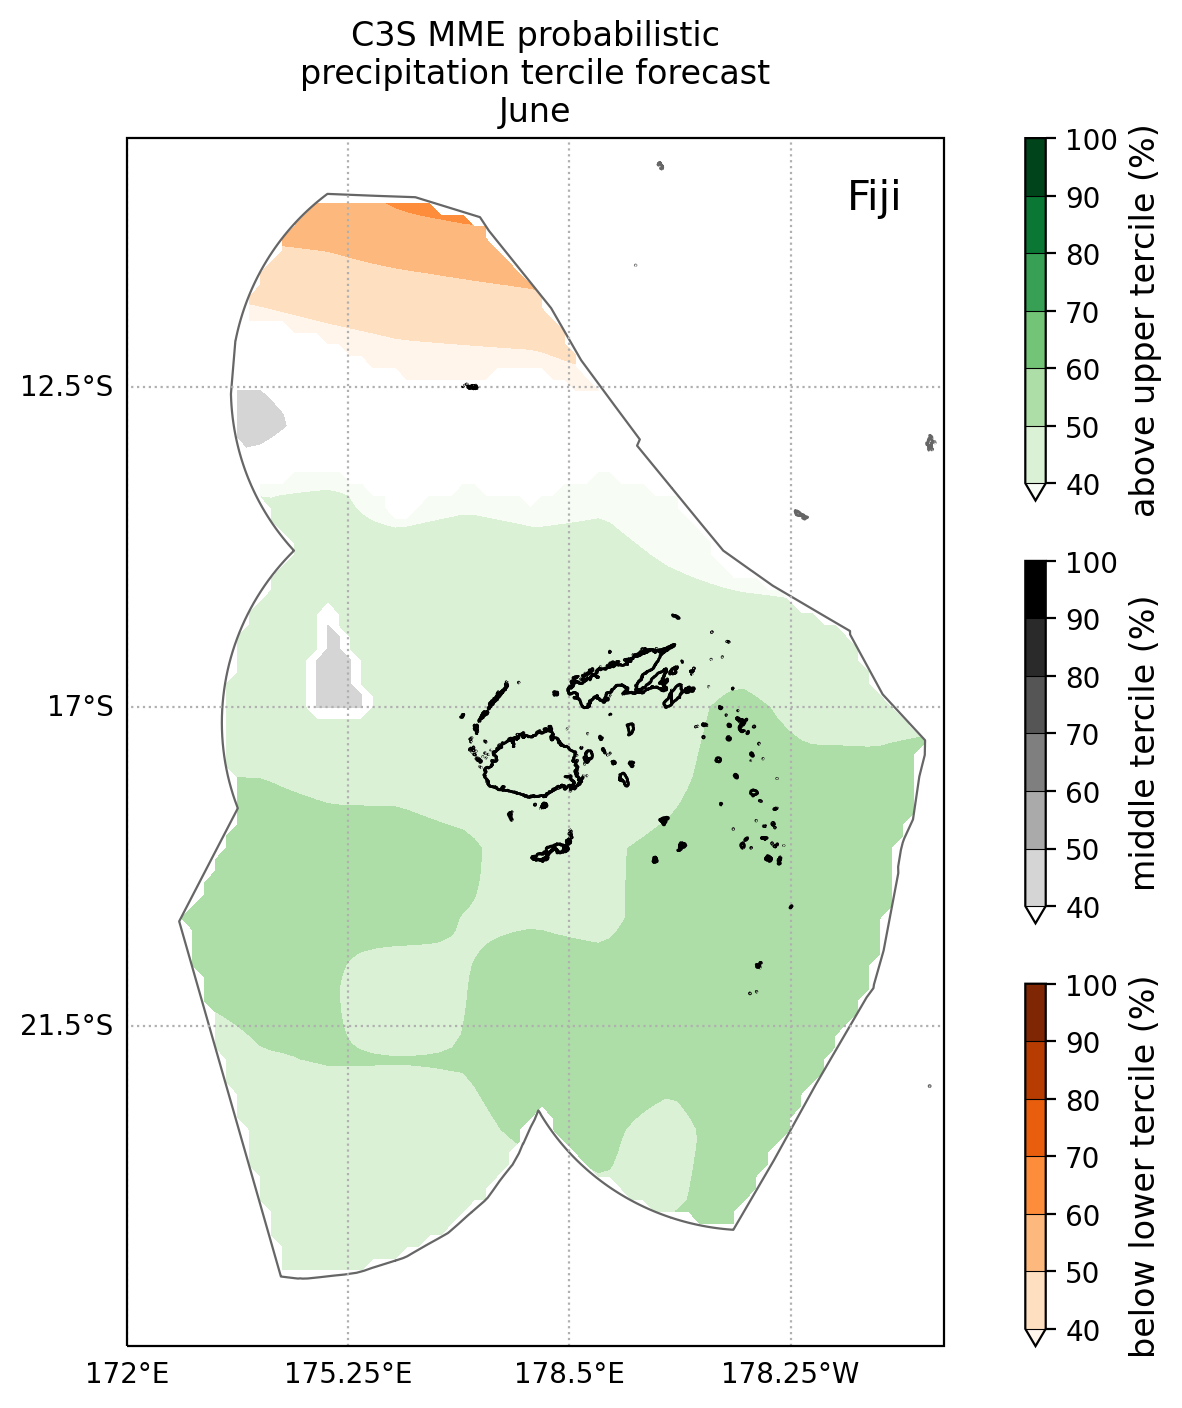 C3S MME probabilistic
precipitation tercile forecast
June
Fiji
12.5°S
17°S
21.5°S
172°E
175.25°E
178.5°E
178.25°W
100
90
80
70
60
50
40
above upper tercile (%)
100
90
80
70
60
50
40
middle tercile (%)
100
90
80
70
60
50
40
below lower tercile (%)